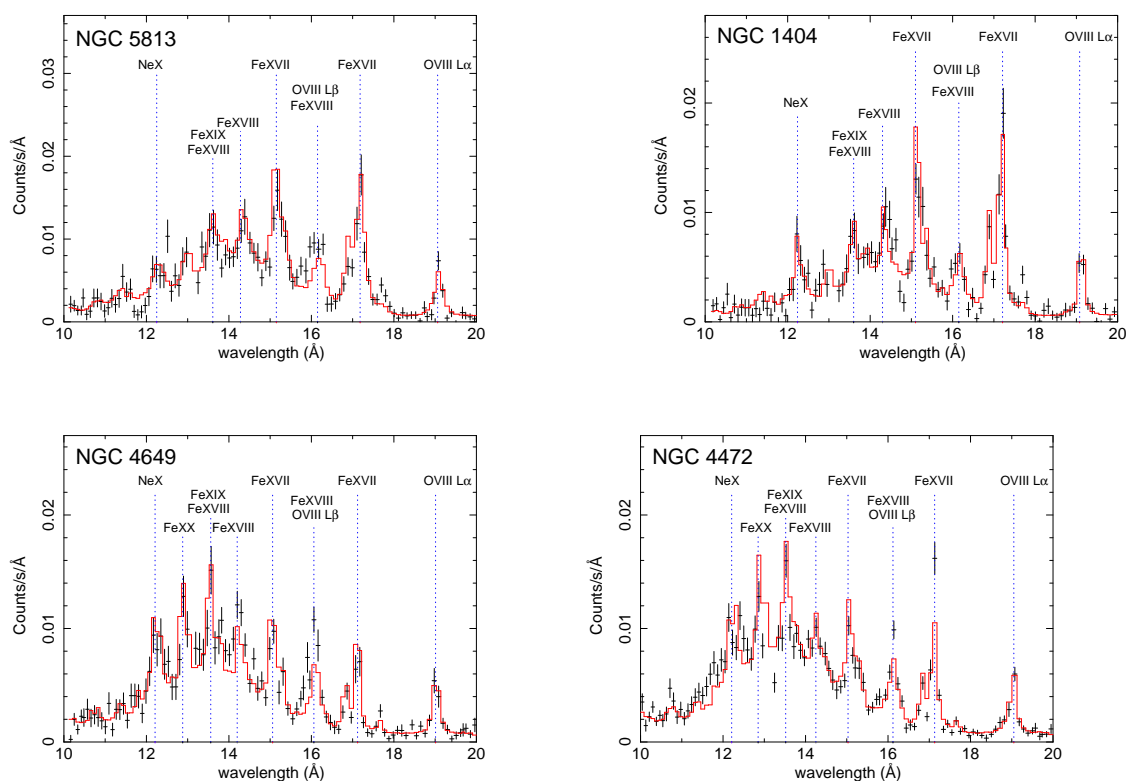 NGC 5813
NeX
FeXVII
FeXVII
OVIII Lα
OVIII Lβ
FeXVIII
FeXVIII
FeXIX
FeXVIII
Counts/s/Å
0
0.01
0.02
0.03
10
12
14
16
18
20
wavelength (Å)
NGC 1404
FeXVII
FeXVII
OVIII Lα
OVIII Lβ
FeXVIII
NeX
FeXVIII
FeXIX
FeXVIII
Counts/s/Å
0
0.01
0.02
10
12
14
16
18
20
wavelength (Å)
NGC 4649
NeX
FeXVII
FeXVII
OVIII Lα
FeXIX
FeXVIII
FeXVIII
OVIII Lβ
FeXX
FeXVIII
Counts/s/Å
0
0.01
0.02
10
12
14
16
18
20
wavelength (Å)
NGC 4472
NeX
FeXVII
FeXVII
OVIII Lα
FeXIX
FeXVIII
FeXVIII
OVIII Lβ
FeXX
FeXVIII
Counts/s/Å
0
0.01
0.02
10
12
14
16
18
20
wavelength (Å)